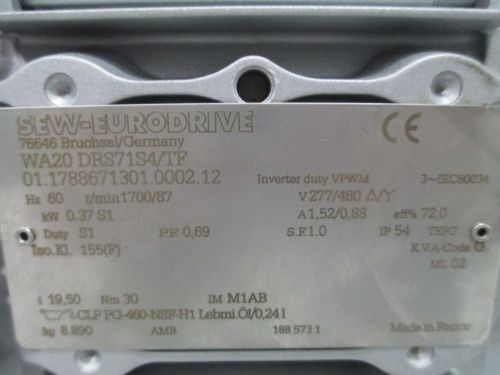 SEW-EURODRIVE
76646 Bruchsal/Germany
WA20 DRS71S4/TF
01.1788671301.0002.12 Inverter duty VPWM 3~IEC60034
Hz 60 r/min 1700/87 V 277/480 Δ/Y
kW 0.37 S1 A 1,52/0,88 eff% 72,0
Duty S1 P.F. 0,69 S.F. 1.0 IP 54 TEFC
Iso.Kl. 155(F) K.V.A-Code G
ML 02
i 19,50 Nm 30 IM M1AB
CLP PG-460-NSF-H1 Lebmi.Öl/0,24 l
kg 8.890 AMB 188 573 1 Made in France
CE